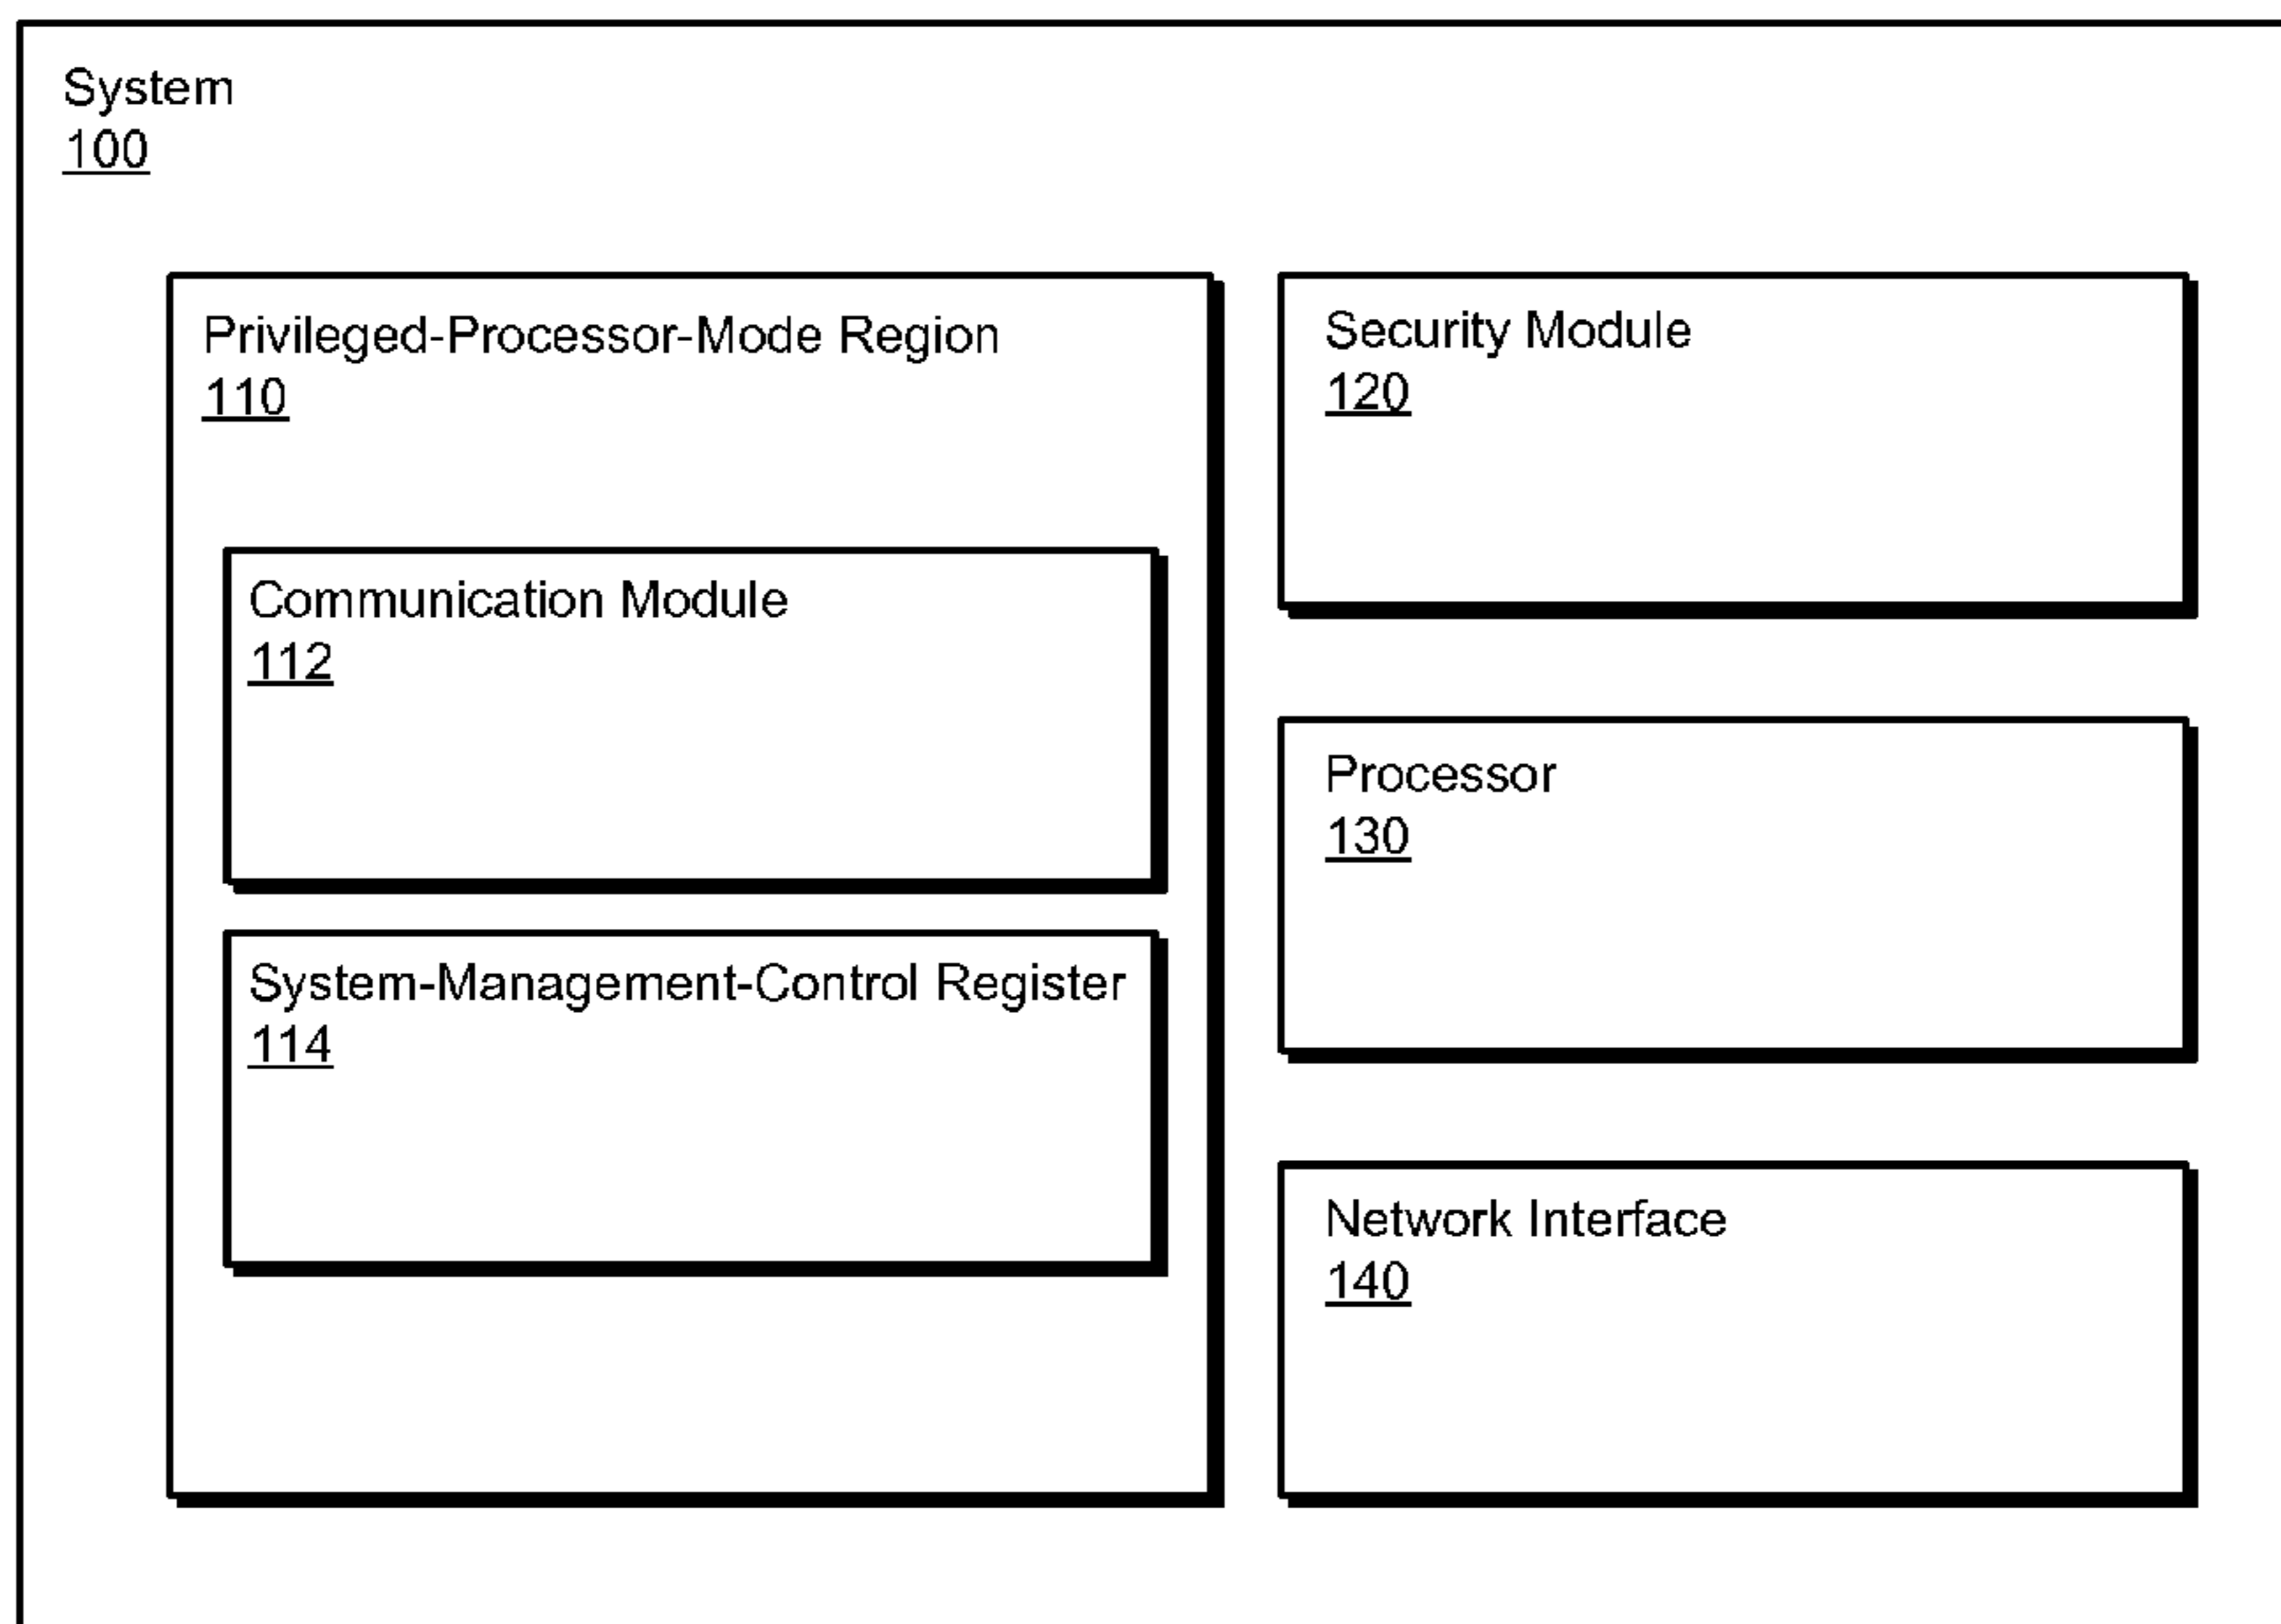 System
100
Privileged-Processor-Mode Region
110
Communication Module
112
System-Management-Control Register
114
Security Module
120
Processor
130
Network Interface
140